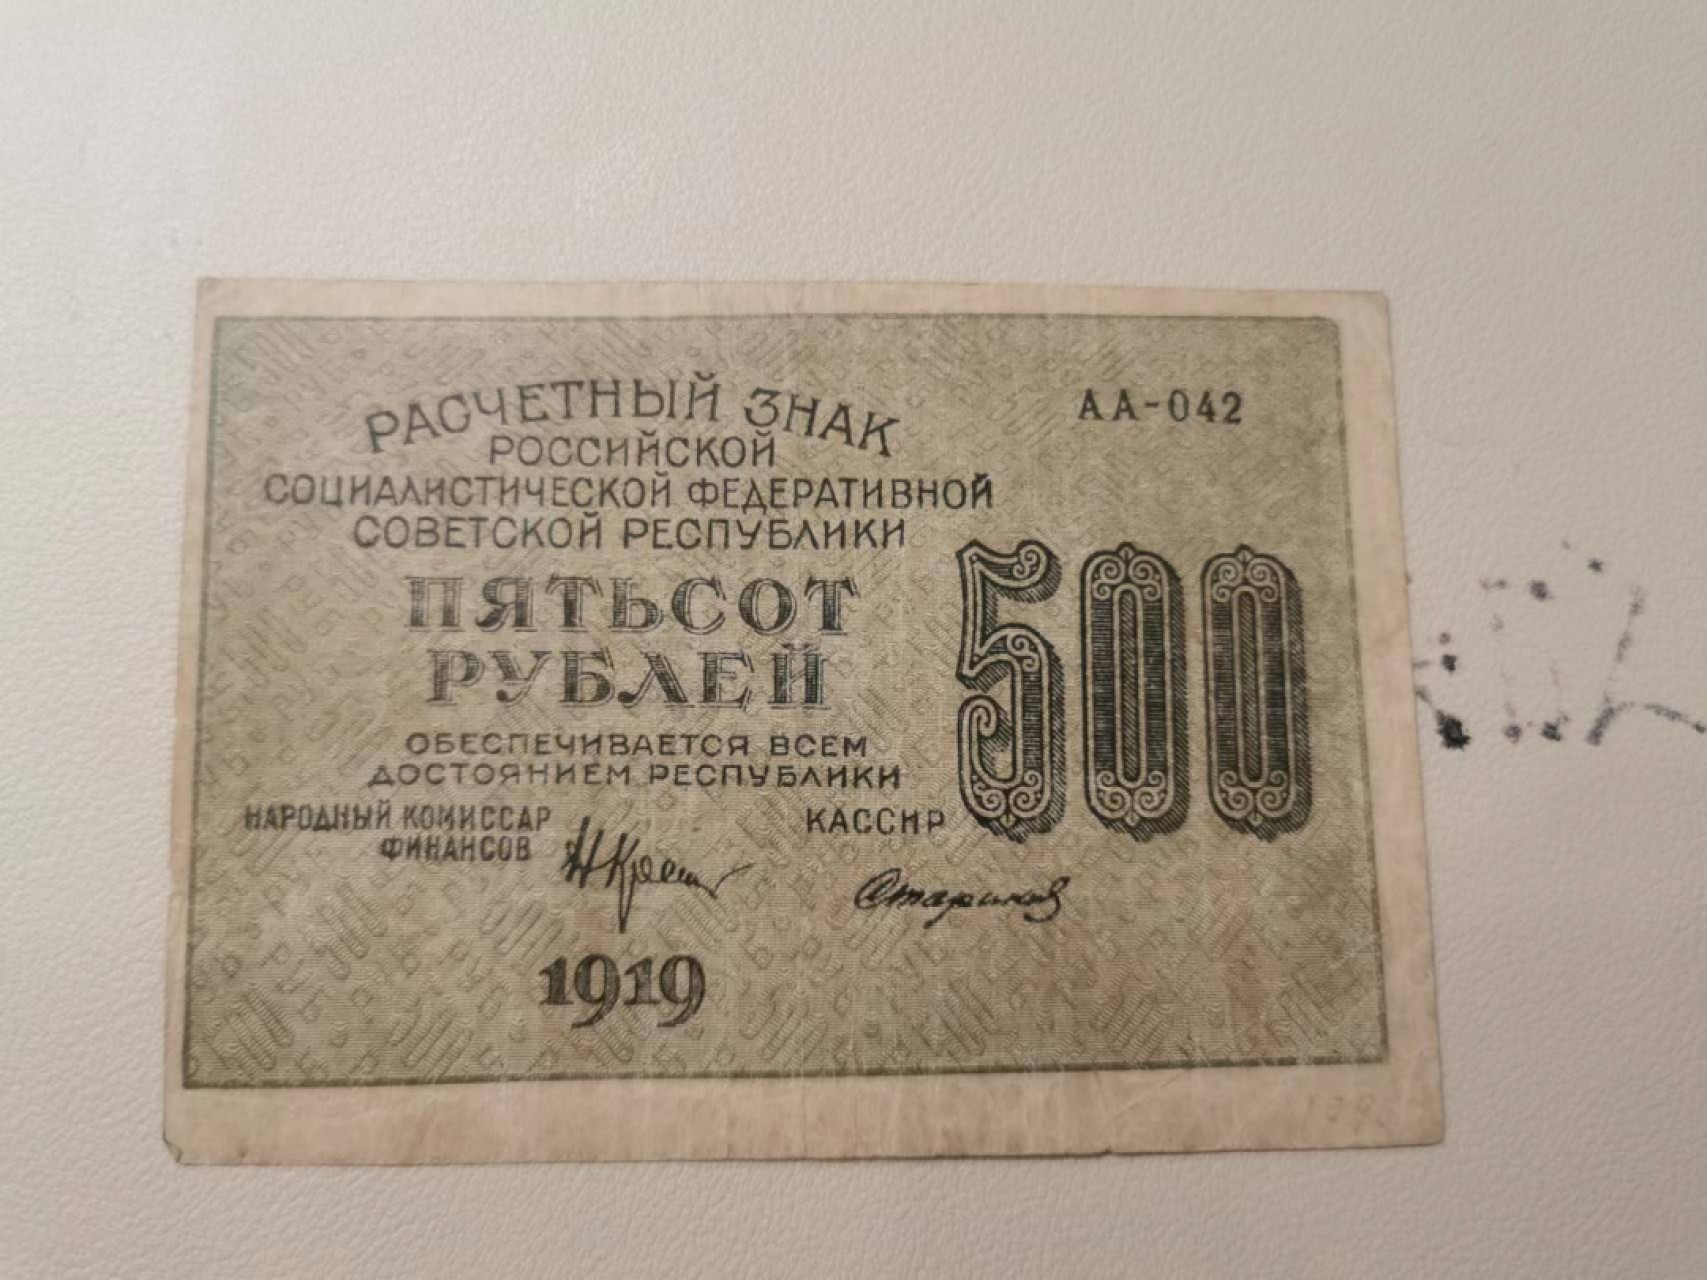 РАСЧЕТНЫЙ ЗНАК
РОССИЙСКОЙ
СОЦИАЛИСТИЧЕСКОЙ ФЕДЕРАТИВНОЙ
СОВЕТСКОЙ РЕСПУБЛИКИ
АА-042
ПЯТЬСОТ
РУБЛЕЙ
500
ОБЕСПЕЧИВАЕТСЯ ВСЕМ
ДОСТОЯНИЕМ РЕСПУБЛИКИ
НАРОДНЫЙ КОМИССАР
ФИНАНСОВ
КАССИР
Стариков
1919